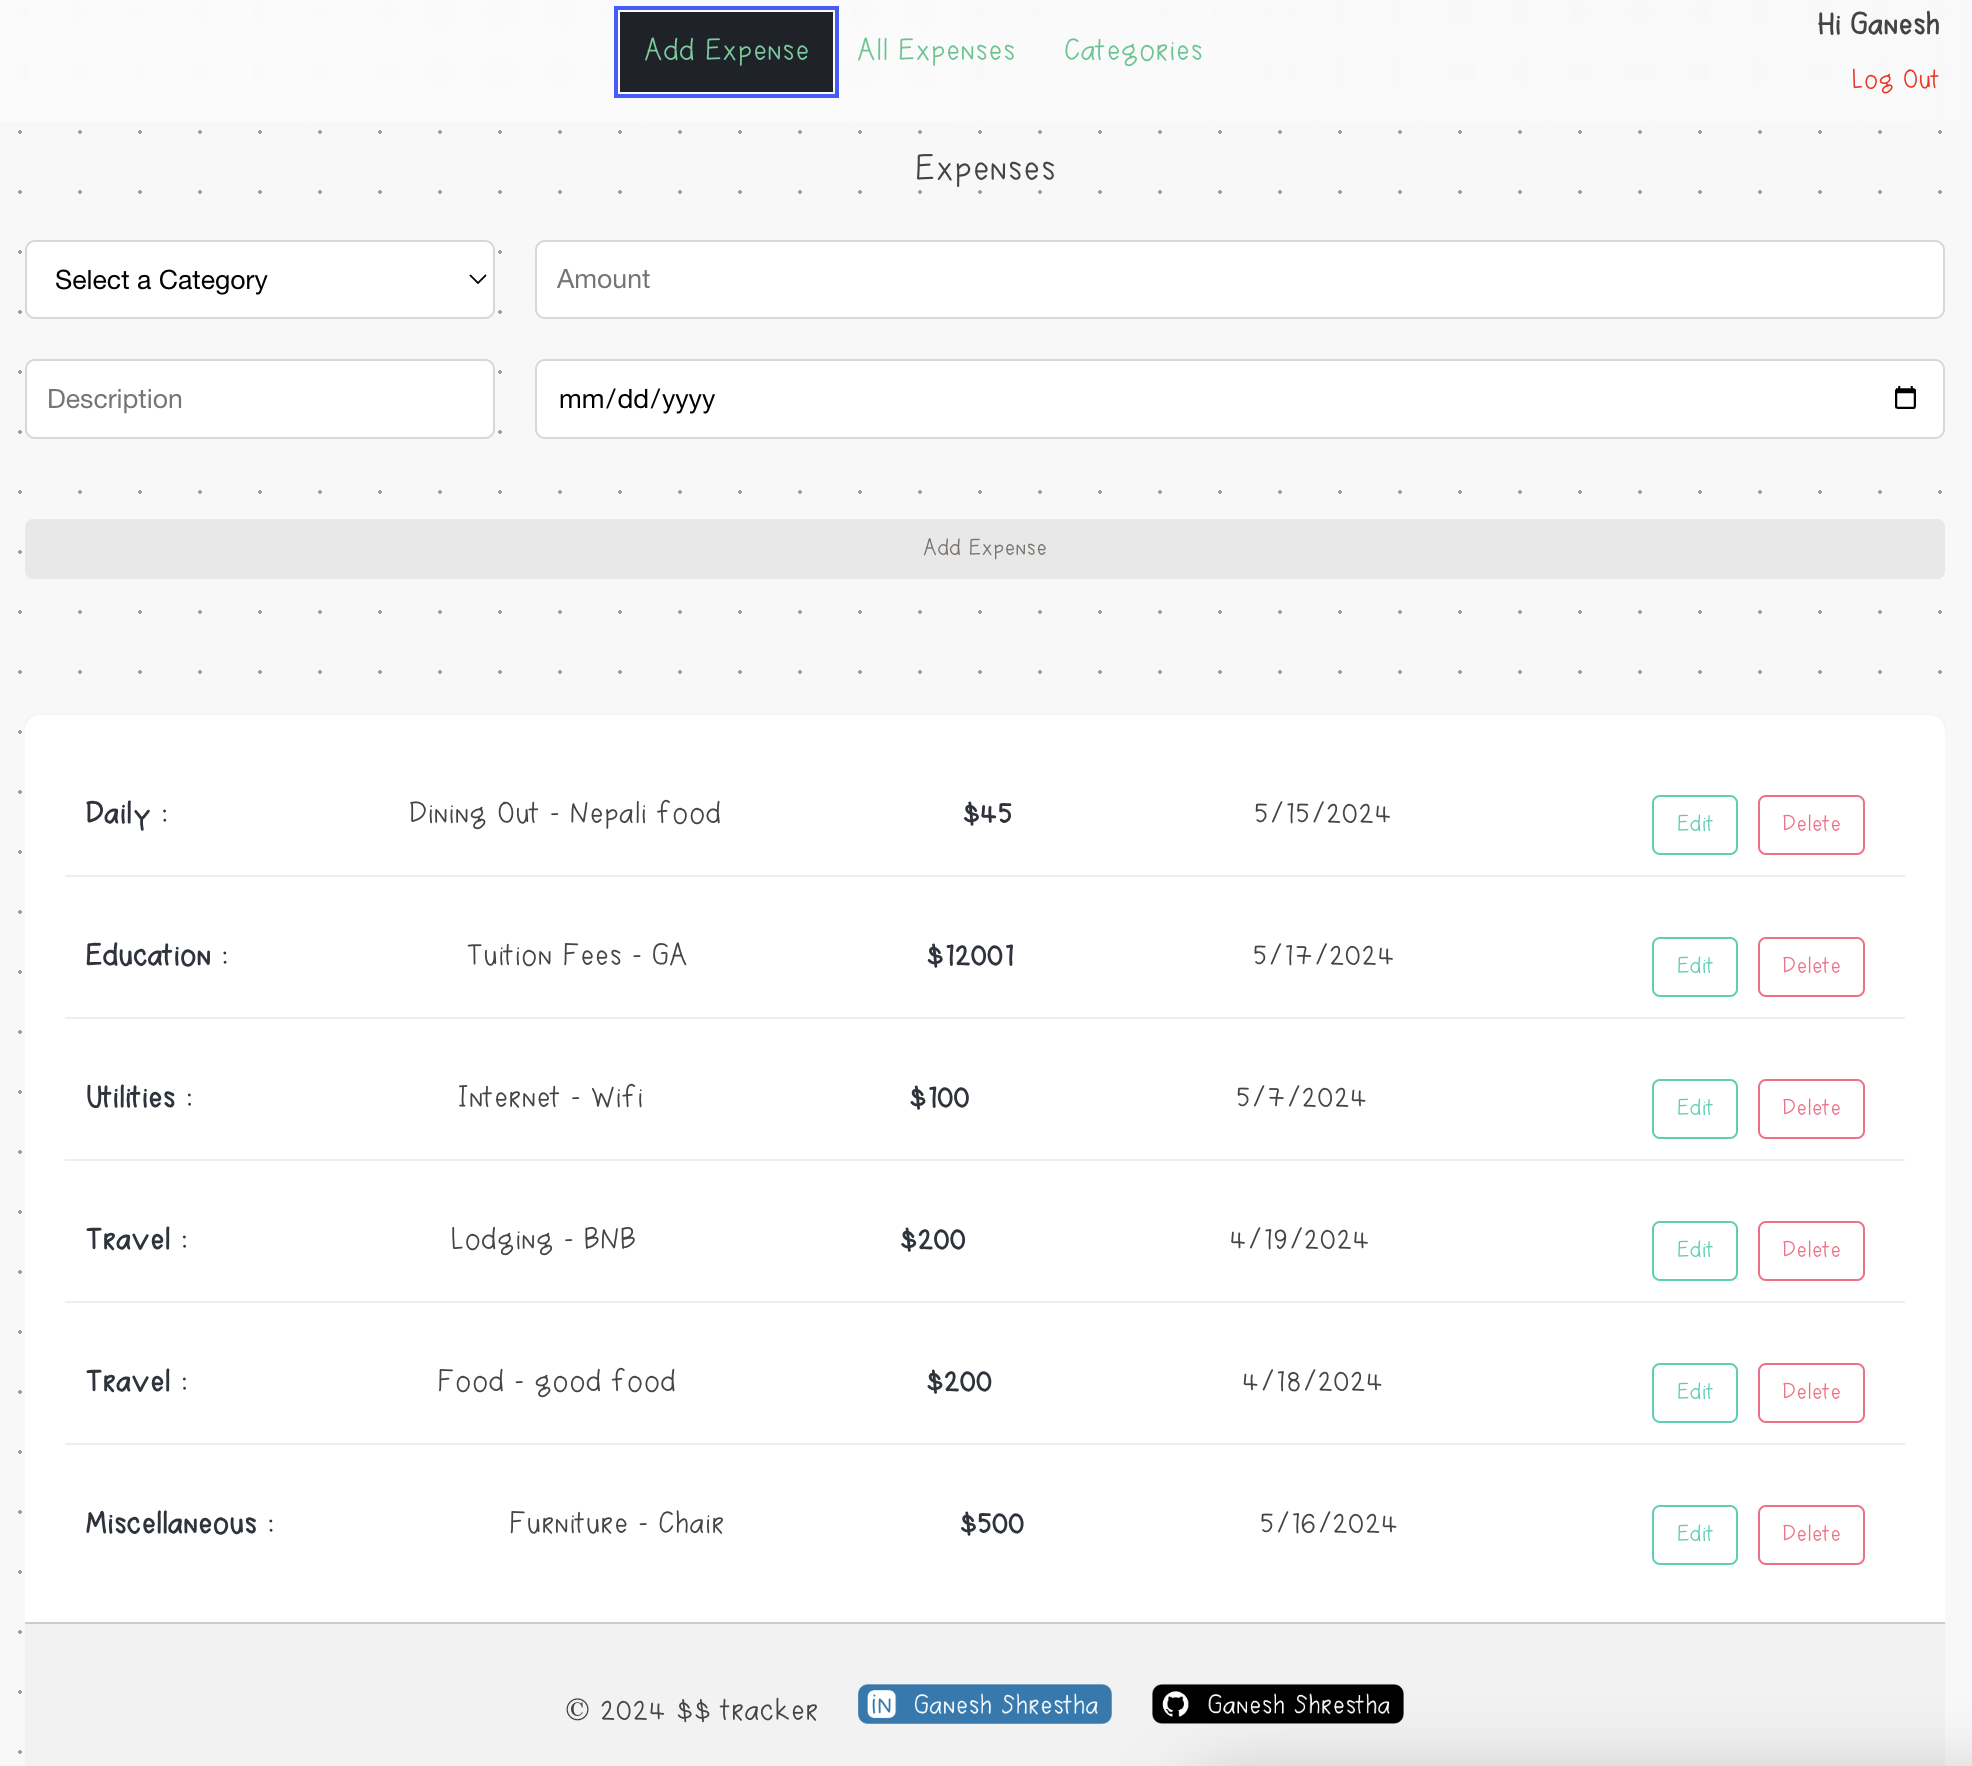 Add Expense All Expenses Categories Hi Ganesh
Log Out
Expenses
Select a Category Amount
Description mm/dd/yyyy
Add Expense
Daily : Dining Out - Nepali food $45 5/15/2024 Edit Delete
Education : Tuition Fees - GA $12001 5/17/2024 Edit Delete
Utilities : Internet - Wifi $100 5/7/2024 Edit Delete
Travel : Lodging - BNB $200 4/19/2024 Edit Delete
Travel : Food - good food $200 4/18/2024 Edit Delete
Miscellaneous : Furniture - Chair $500 5/16/2024 Edit Delete
© 2024 $$ tracker in Ganesh Shrestha Ganesh Shrestha